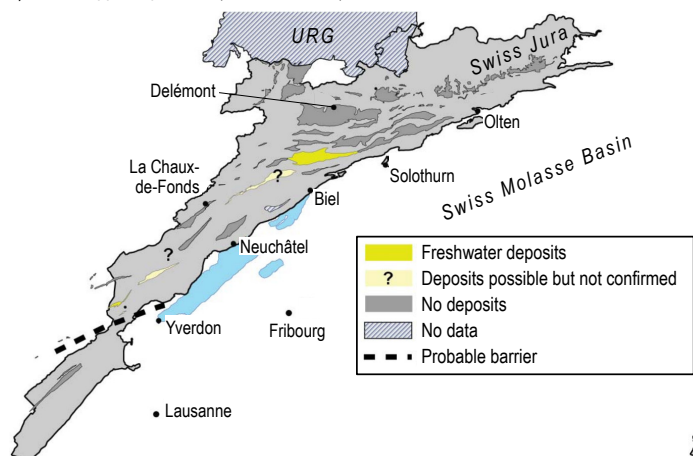 URG
Swiss Jura
Delémont
Olten
?
Solothurn
La Chaux-
de-Fonds
Biel
Swiss Molasse Basin
Neuchâtel
?
Freshwater deposits
? Deposits possible but not confirmed
No deposits
No data
Probable barrier
Yverdon
Fribourg
Lausanne